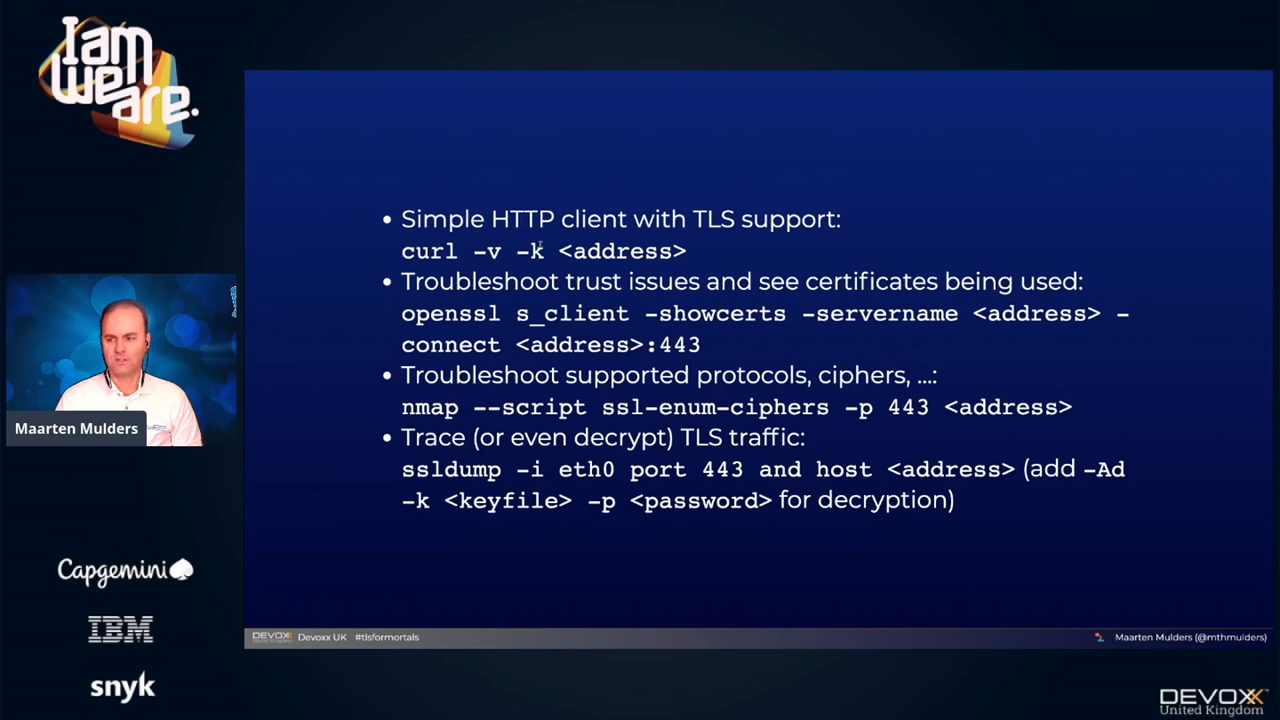 I am
we
are.
• Simple HTTP client with TLS support:
curl -v -k <address>
• Troubleshoot trust issues and see certificates being used:
openssl s_client -showcerts -servername <address> -
connect <address>:443
• Troubleshoot supported protocols, ciphers, ...:
nmap --script ssl-enum-ciphers -p 443 <address>
• Trace (or even decrypt) TLS traffic:
ssldump -i eth0 port 443 and host <address> (add -Ad
-k <keyfile> -p <password> for decryption)
Maarten Mulders
Capgemini
IBM
snyk
DEVOXX United Kingdom Devoxx UK #tlsformortals
Maarten Mulders (@mthmulders)
DEVOXX™
United Kingdom